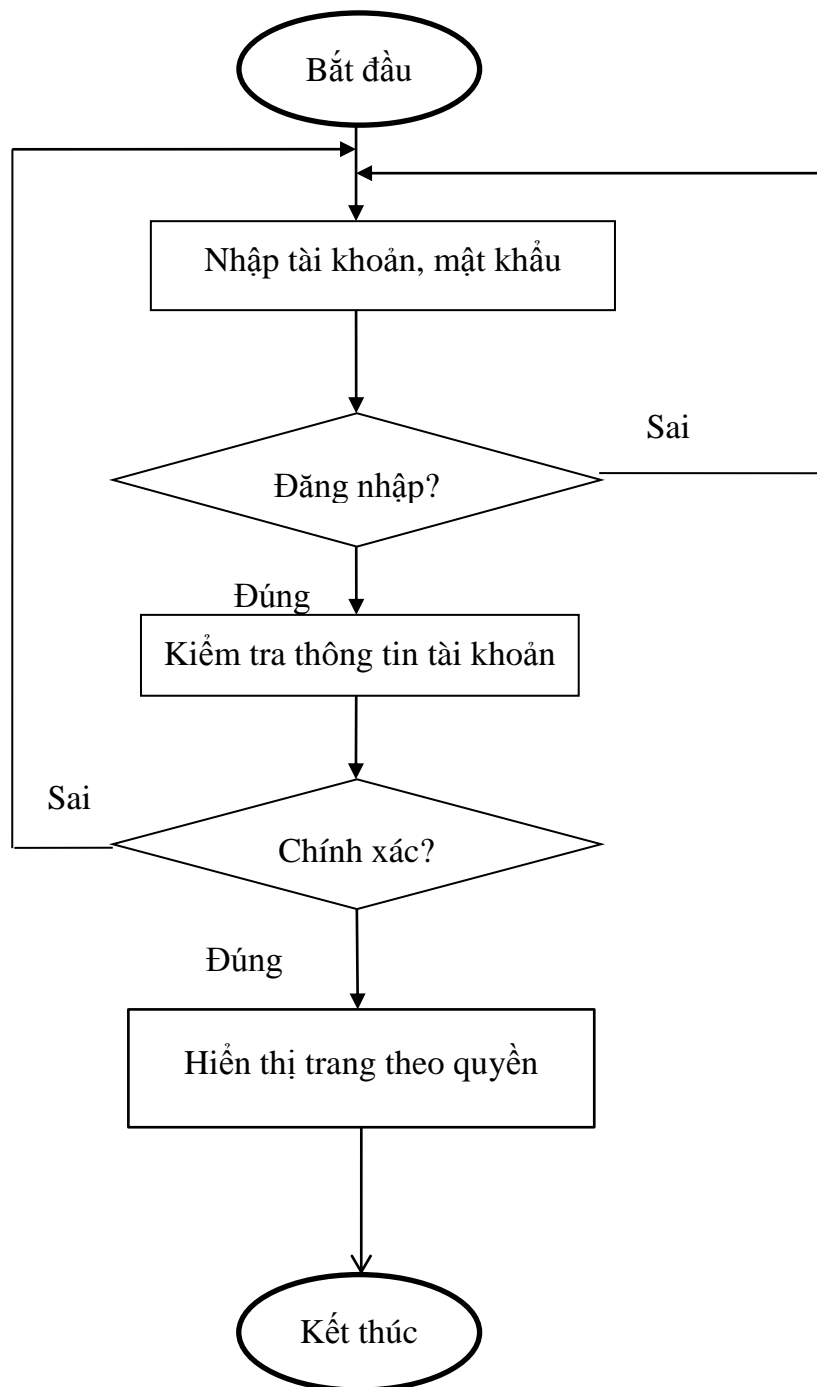 Bắt đầu
Nhập tài khoản, mật khẩu
Sai
Đăng nhập?
Đúng
Kiểm tra thông tin tài khoản
Sai
Chính xác?
Đúng
Hiển thị trang theo quyền
Kết thúc